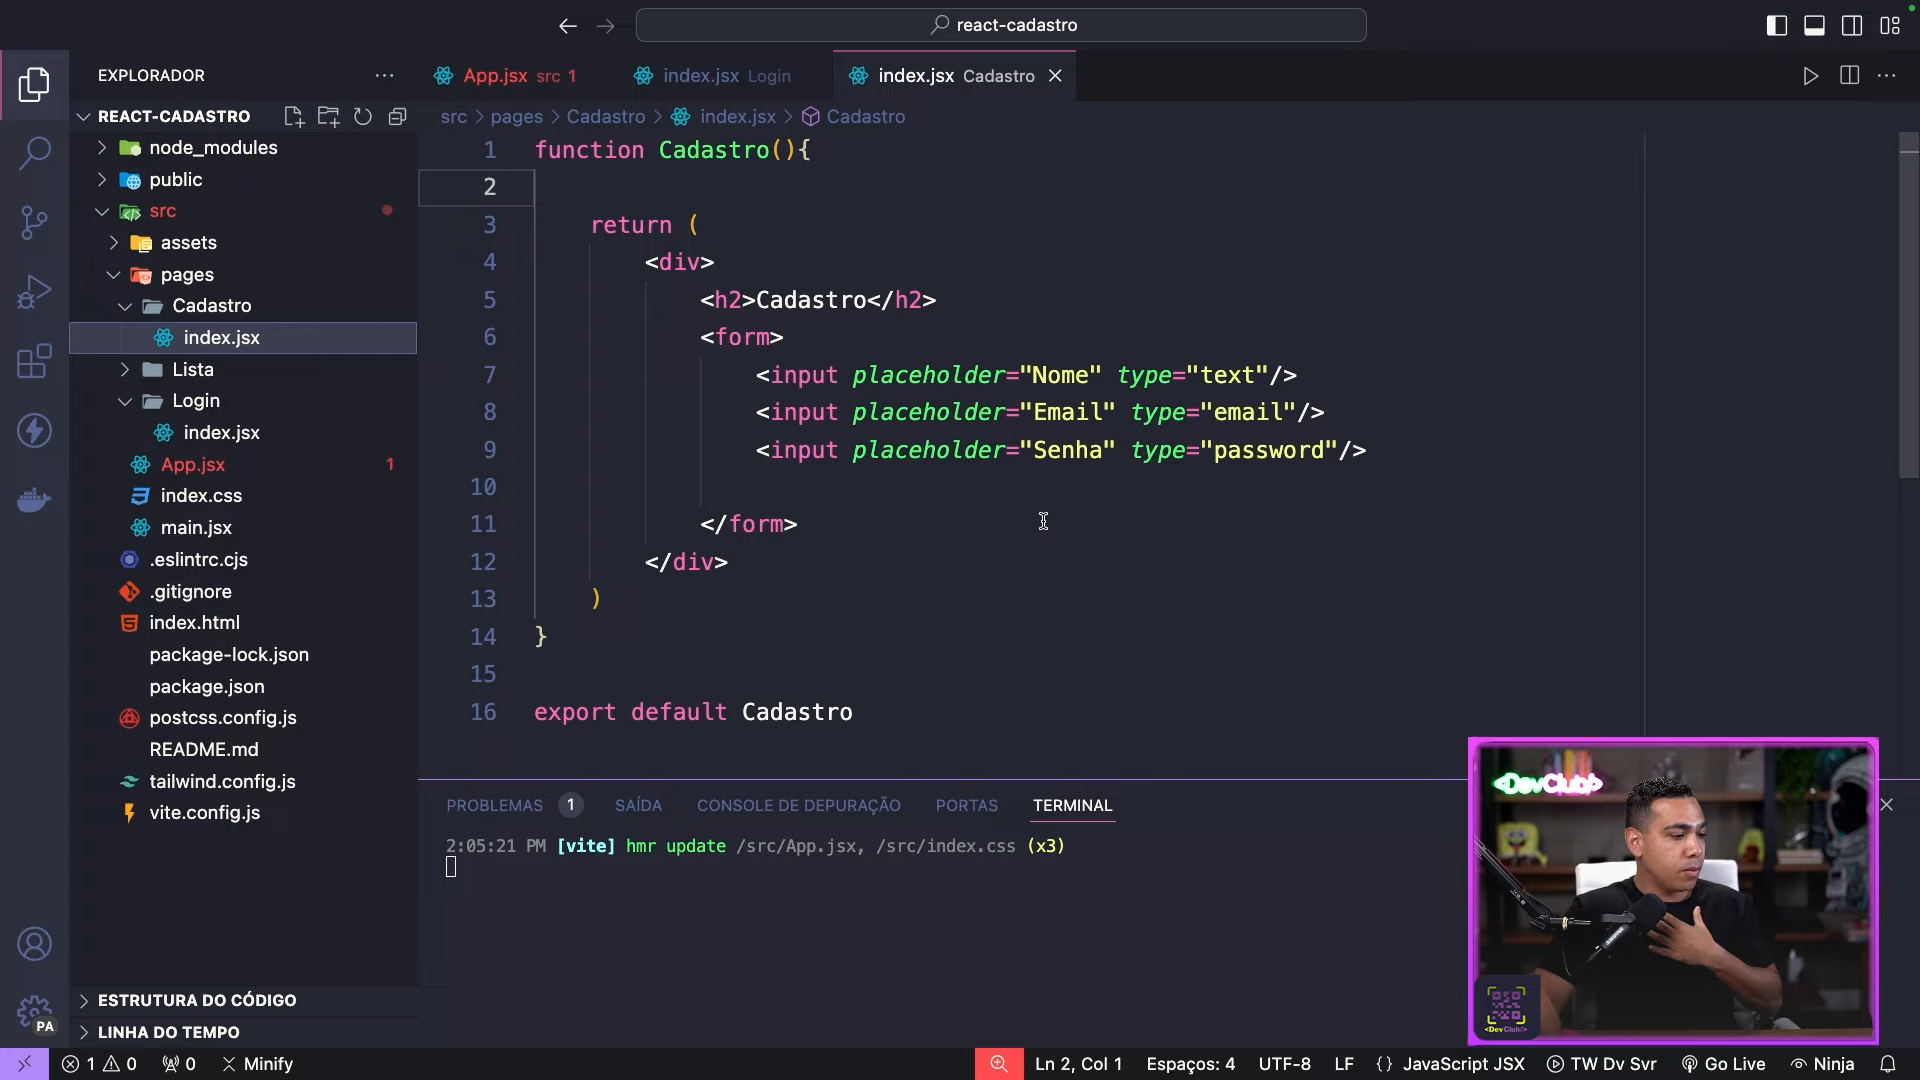 react-cadastro
EXPLORADOR
App.jsx src 1
index.jsx Login
index.jsx Cadastro
REACT-CADASTRO
src > pages > Cadastro > index.jsx > Cadastro
node_modules
public
src
assets
pages
Cadastro
index.jsx
Lista
Login
index.jsx
App.jsx 1
index.css
main.jsx
.eslintrc.cjs
.gitignore
index.html
package-lock.json
package.json
postcss.config.js
README.md
tailwind.config.js
vite.config.js
ESTRUTURA DO CÓDIGO
LINHA DO TEMPO
PA
1 function Cadastro(){
2
3 return (
4 <div>
5 <h2>Cadastro</h2>
6 <form>
7 <input placeholder="Nome" type="text"/>
8 <input placeholder="Email" type="email"/>
9 <input placeholder="Senha" type="password"/>
10
11 </form>
12 </div>
13 )
14 }
15
16 export default Cadastro
PROBLEMAS 1 SAÍDA CONSOLE DE DEPURAÇÃO PORTAS TERMINAL
2:05:21 PM [vite] hmr update /src/App.jsx, /src/index.css (x3)
<DevClub/>
<DevClub/>
1 0 0 Minify Ln 2, Col 1 Espaços: 4 UTF-8 LF {} JavaScript JSX TW Dv Svr Go Live Ninja